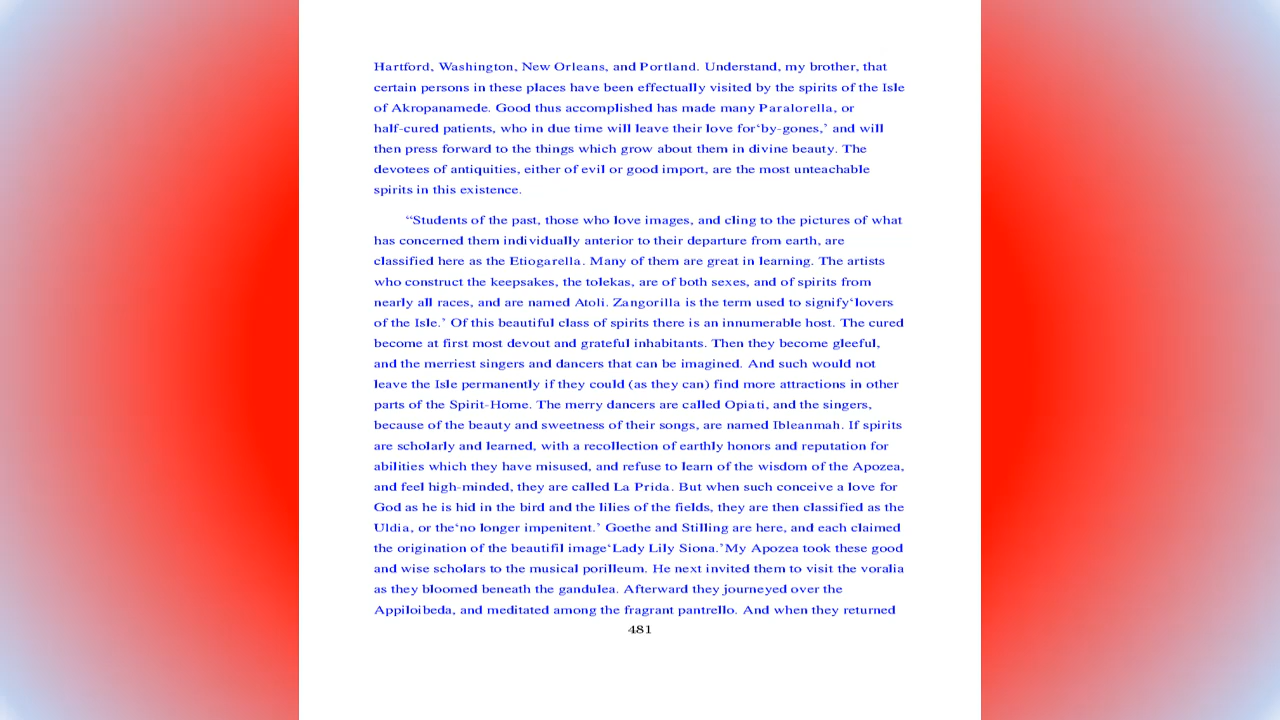 Hartford, Washington, New Orleans, and Portland. Understand, my brother, that
certain persons in these places have been effectually visited by the spirits of the Isle
of Akropanamede. Good thus accomplished has made many Paralorella, or
half-cured patients, who in due time will leave their love for‘by-gones,’ and will
then press forward to the things which grow about them in divine beauty. The
devotees of antiquities, either of evil or good import, are the most unteachable
spirits in this existence.
“Students of the past, those who love images, and cling to the pictures of what
has concerned them individually anterior to their departure from earth, are
classified here as the Etiogarella. Many of them are great in learning. The artists
who construct the keepsakes, the tolekas, are of both sexes, and of spirits from
nearly all races, and are named Atoli. Zangorilla is the term used to signify‘lovers
of the Isle.’ Of this beautiful class of spirits there is an innumerable host. The cured
become at first most devout and grateful inhabitants. Then they become gleeful,
and the merriest singers and dancers that can be imagined. And such would not
leave the Isle permanently if they could (as they can) find more attractions in other
parts of the Spirit-Home. The merry dancers are called Opiati, and the singers,
because of the beauty and sweetness of their songs, are named Ibleanmah. If spirits
are scholarly and learned, with a recollection of earthly honors and reputation for
abilities which they have misused, and refuse to learn of the wisdom of the Apozea,
and feel high-minded, they are called La Prida. But when such conceive a love for
God as he is hid in the bird and the lilies of the fields, they are then classified as the
Uldia, or the‘no longer impenitent.’ Goethe and Stilling are here, and each claimed
the origination of the beautifil image‘Lady Lily Siona.’My Apozea took these good
and wise scholars to the musical porilleum. He next invited them to visit the voralia
as they bloomed beneath the gandulea. Afterward they journeyed over the
Appiloibeda, and meditated among the fragrant pantrello. And when they returned
481